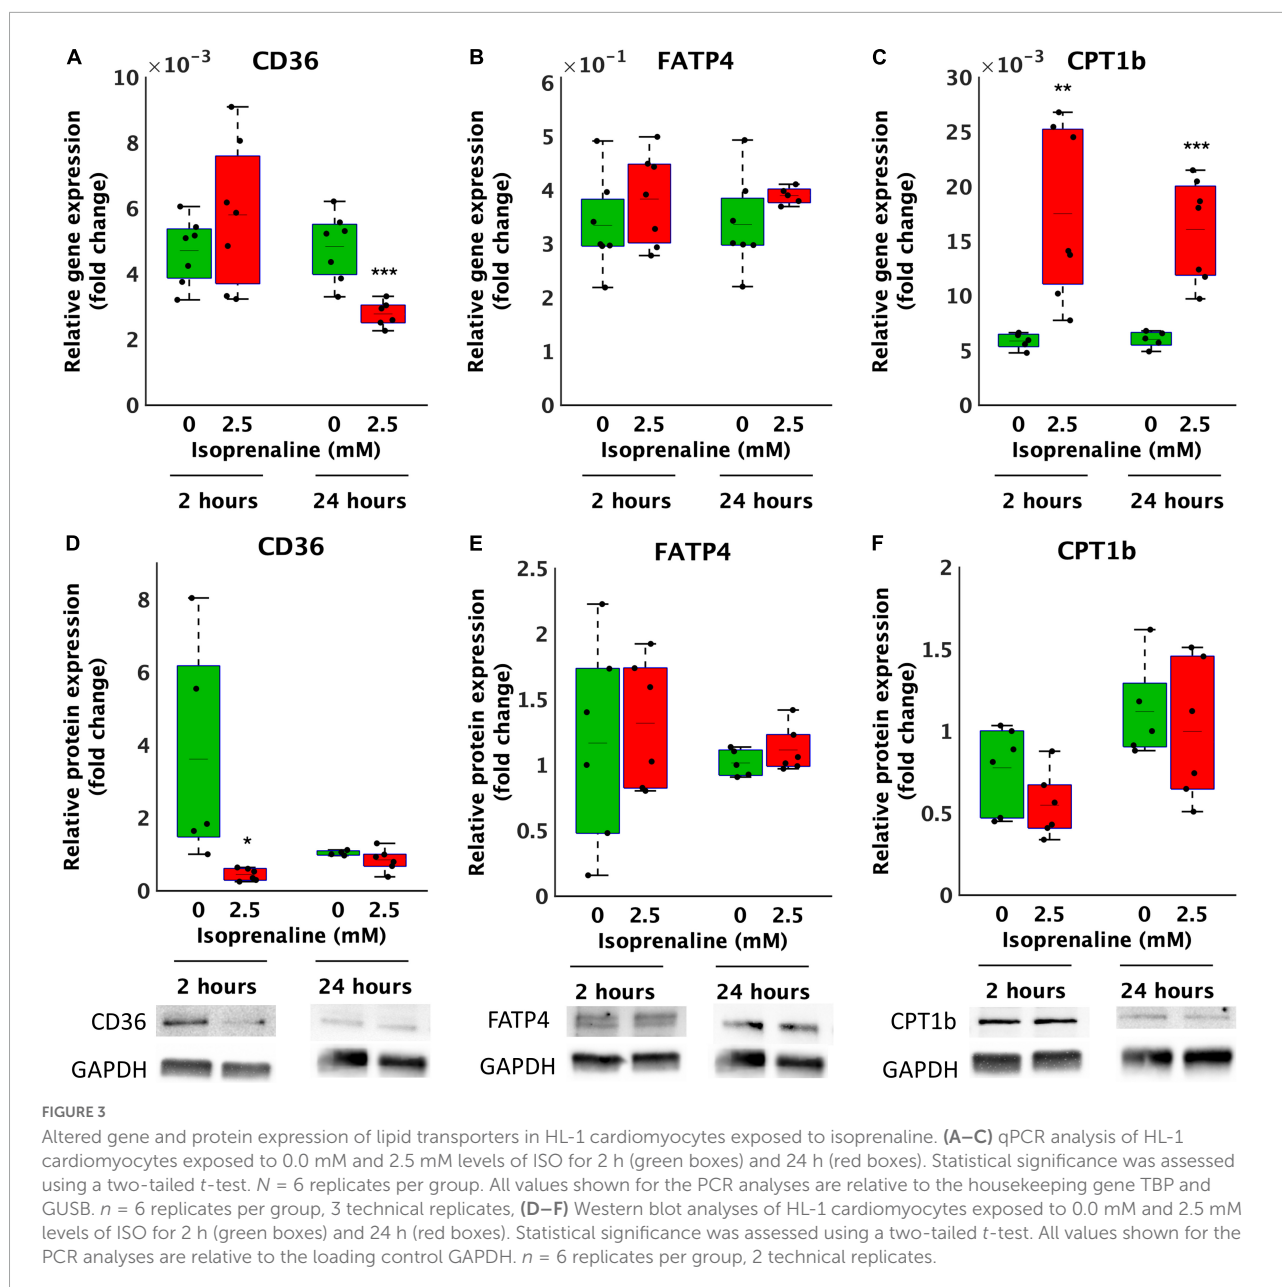 A
CD36
×10⁻³
Relative gene expression
(fold change)
10
8
6
4
2
0
***
0 2.5 0 2.5
Isoprenaline (mM)
2 hours 24 hours
B
FATP4
×10⁻¹
Relative gene expression
(fold change)
6
5
4
3
2
1
0
0 2.5 0 2.5
Isoprenaline (mM)
2 hours 24 hours
C
CPT1b
×10⁻³
Relative gene expression
(fold change)
30
25
20
15
10
5
0
**
***
0 2.5 0 2.5
Isoprenaline (mM)
2 hours 24 hours
D
CD36
Relative protein expression
(fold change)
8
6
4
2
0
*
0 2.5 0 2.5
Isoprenaline (mM)
2 hours 24 hours
CD36
GAPDH
E
FATP4
Relative protein expression
(fold change)
2.5
2
1.5
1
0.5
0
0 2.5 0 2.5
Isoprenaline (mM)
2 hours 24 hours
FATP4
GAPDH
F
CPT1b
Relative protein expression
(fold change)
2
1.5
1
0.5
0
0 2.5 0 2.5
Isoprenaline (mM)
2 hours 24 hours
CPT1b
GAPDH
FIGURE 3
Altered gene and protein expression of lipid transporters in HL-1 cardiomyocytes exposed to isoprenaline. (A–C) qPCR analysis of HL-1
cardiomyocytes exposed to 0.0 mM and 2.5 mM levels of ISO for 2 h (green boxes) and 24 h (red boxes). Statistical significance was assessed
using a two-tailed t-test. N = 6 replicates per group. All values shown for the PCR analyses are relative to the housekeeping gene TBP and
GUSB. n = 6 replicates per group, 3 technical replicates, (D–F) Western blot analyses of HL-1 cardiomyocytes exposed to 0.0 mM and 2.5 mM
levels of ISO for 2 h (green boxes) and 24 h (red boxes). Statistical significance was assessed using a two-tailed t-test. All values shown for the
PCR analyses are relative to the loading control GAPDH. n = 6 replicates per group, 2 technical replicates.